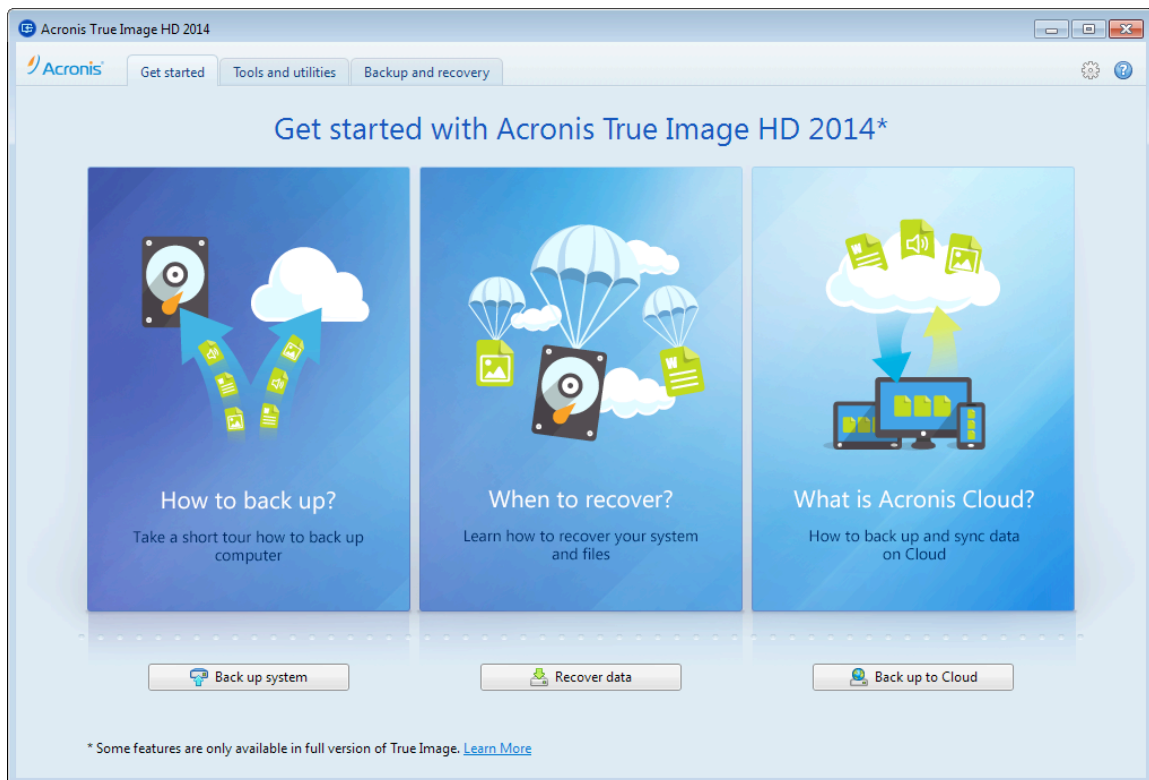 Acronis True Image HD 2014
Acronis
Get started
Tools and utilities
Backup and recovery
?
Get started with Acronis True Image HD 2014*
W
W
How to back up?
Take a short tour how to back up
computer
When to recover?
Learn how to recover your system
and files
What is Acronis Cloud?
How to back up and sync data
on Cloud
Back up system
Recover data
Back up to Cloud
* Some features are only available in full version of True Image. Learn More